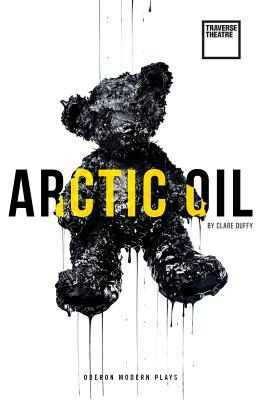 TRAVERSE
THEATRE
ARCTIC OIL
BY CLARE DUFFY
OBERON MODERN PLAYS